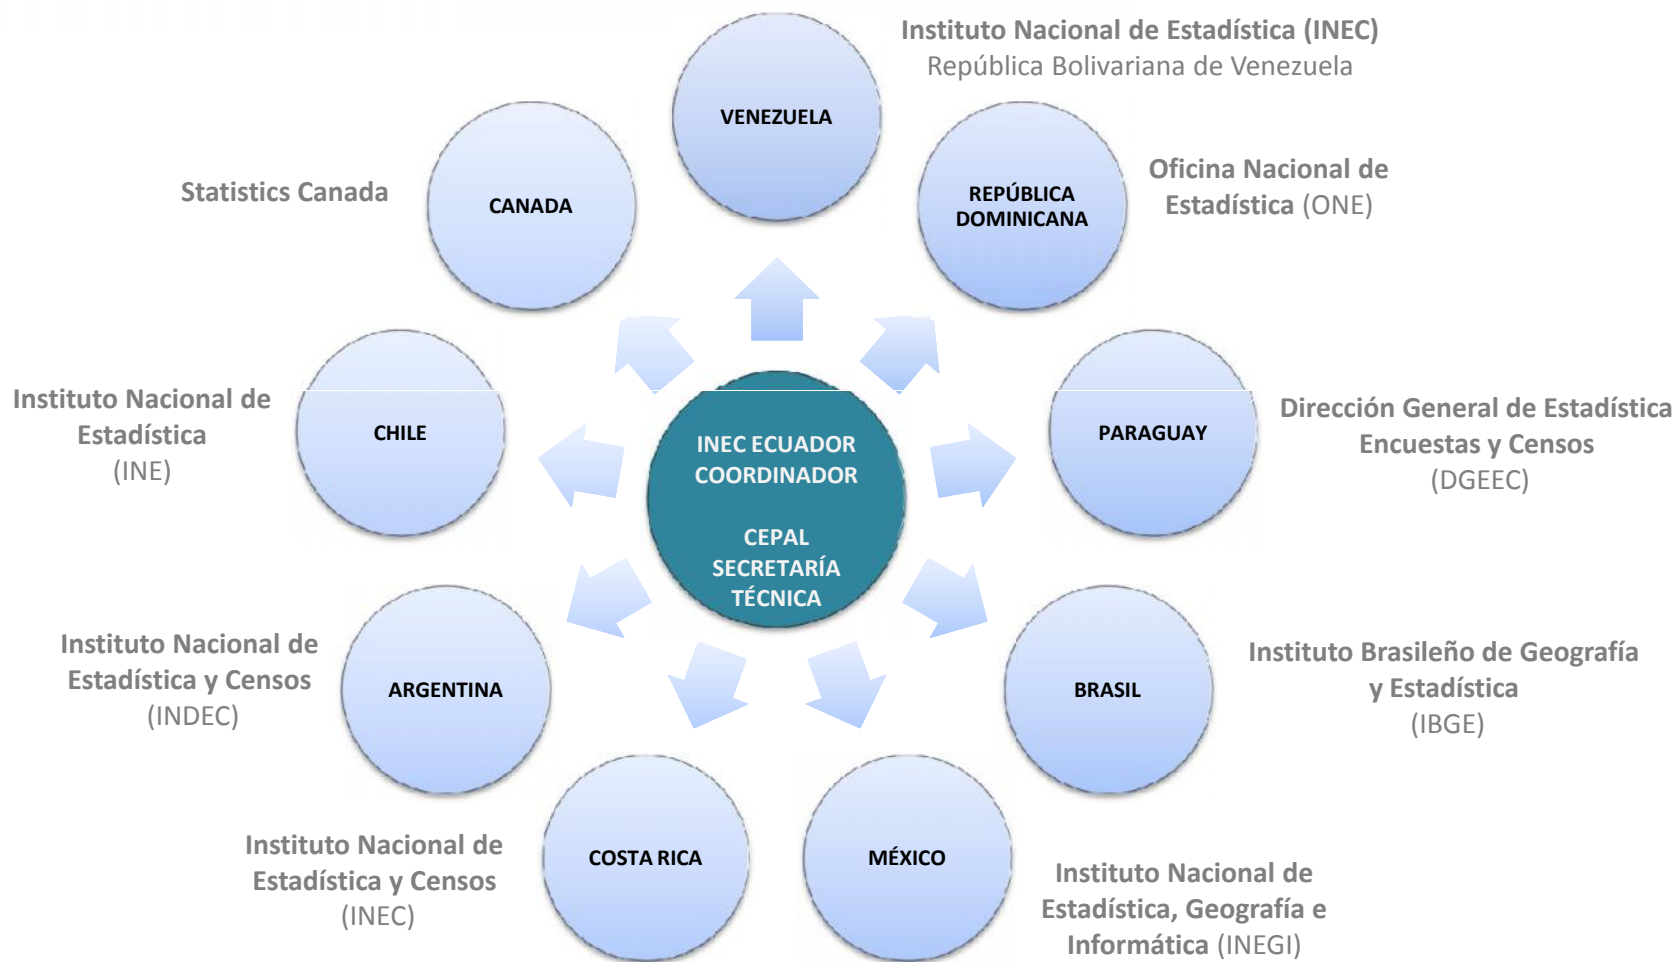 Instituto Nacional de Estadística (INEC)
República Bolivariana de Venezuela
VENEZUELA
Oficina Nacional de
Estadística (ONE)
REPÚBLICA
DOMINICANA
Statistics Canada
CANADA
Instituto Nacional de
Estadística
(INE)
CHILE
Dirección General de Estadística
Encuestas y Censos
(DGEEC)
PARAGUAY
INEC ECUADOR
COORDINADOR
CEPAL
SECRETARÍA
TÉCNICA
Instituto Nacional de
Estadística y Censos
(INDEC)
ARGENTINA
BRASIL
Instituto Brasileño de Geografía
y Estadística
(IBGE)
Instituto Nacional de
Estadística y Censos
(INEC)
COSTA RICA
MÉXICO
Instituto Nacional de
Estadística, Geografía e
Informática (INEGI)